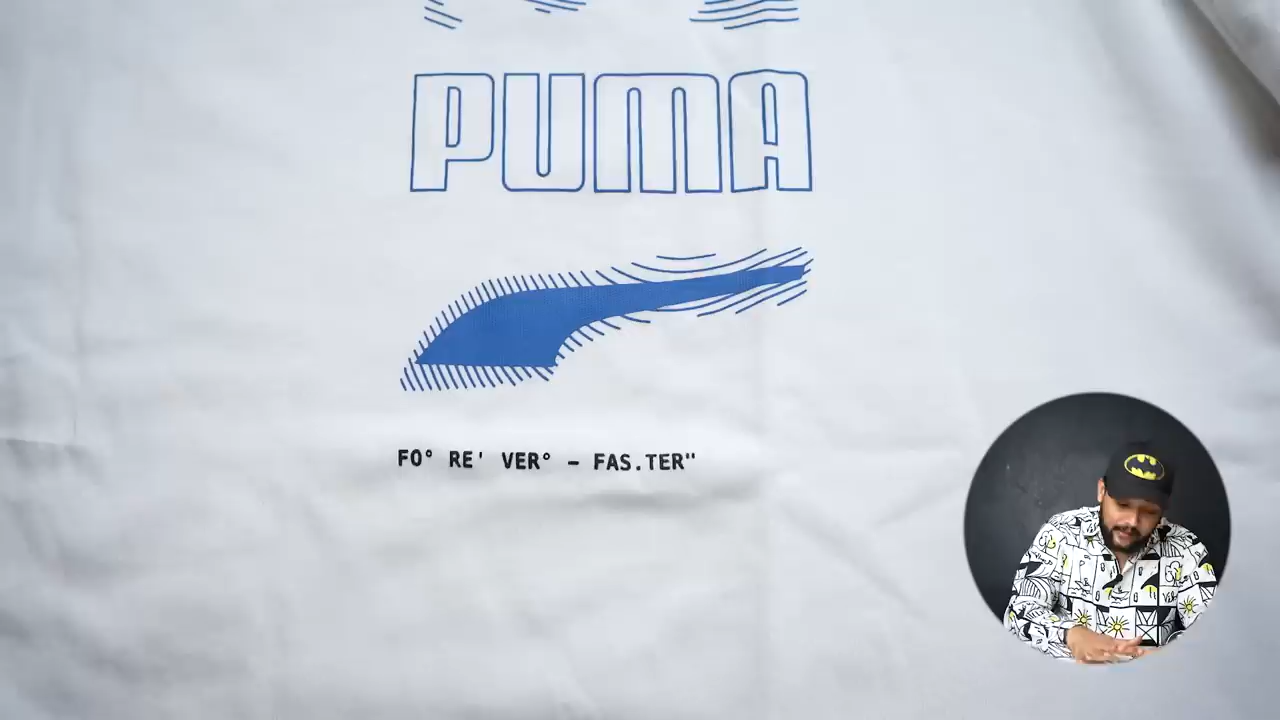 PUMA
FO° RE' VER° – FAS.TER"